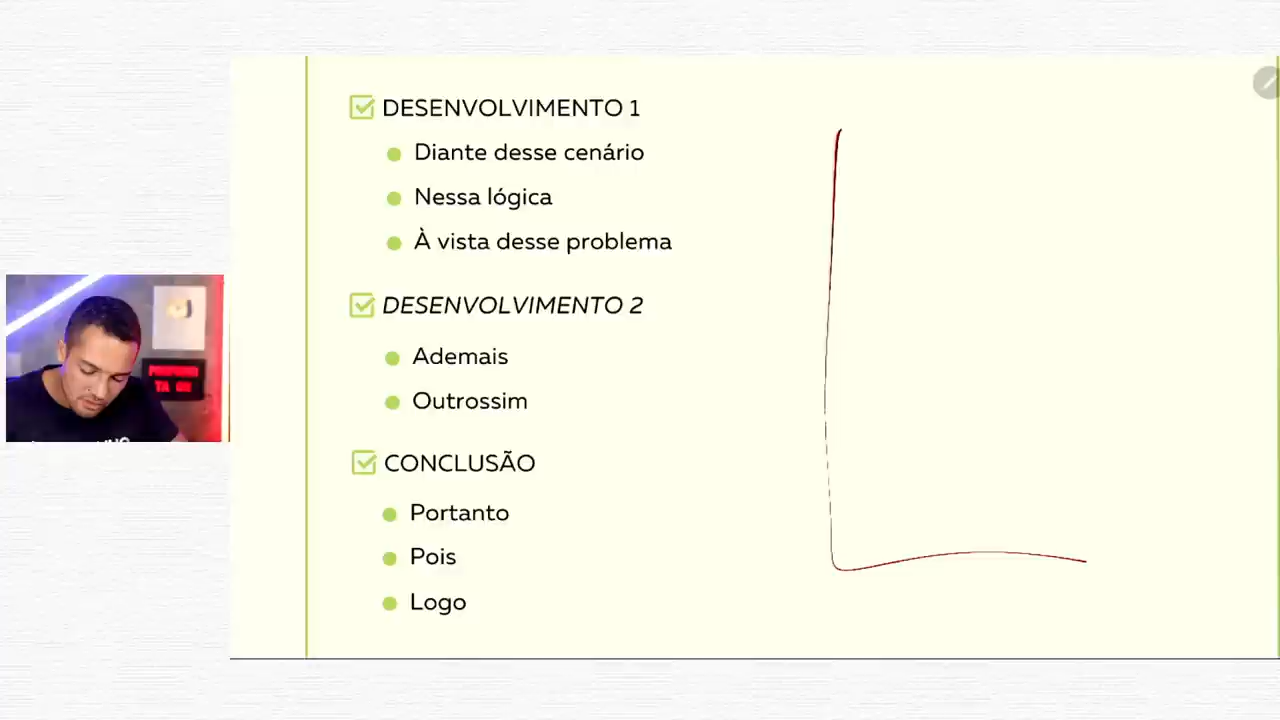 DESENVOLVIMENTO 1
Diante desse cenário
Nessa lógica
À vista desse problema
DESENVOLVIMENTO 2
Ademais
Outrossim
CONCLUSÃO
Portanto
Pois
Logo